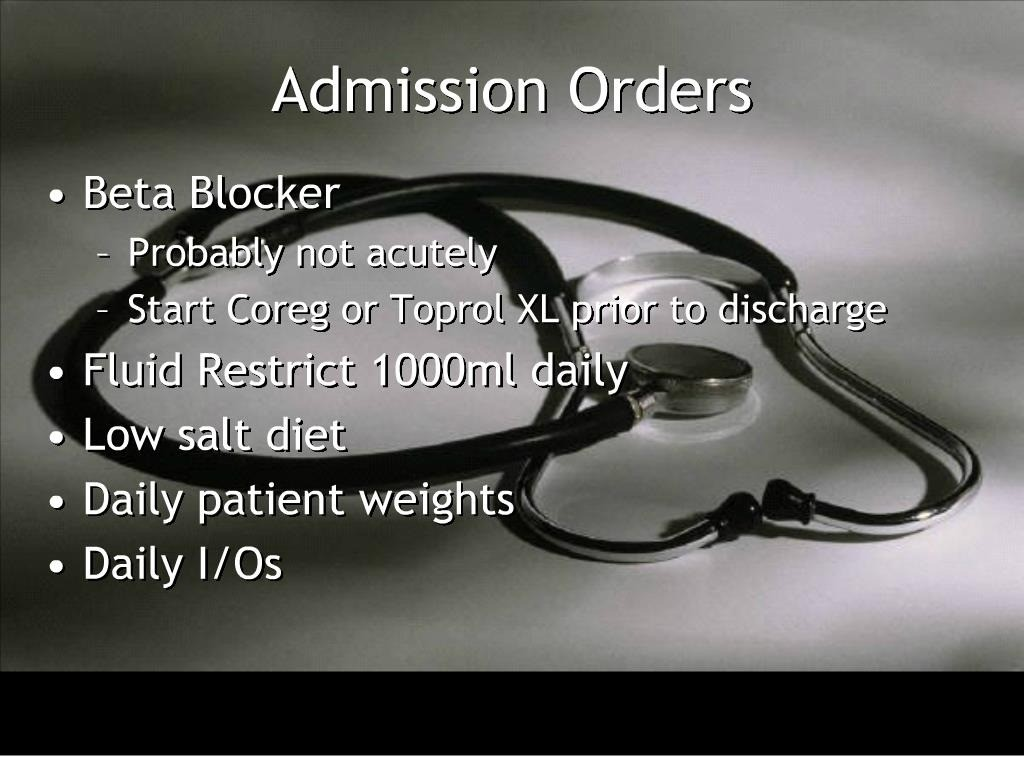 Admission Orders
• Beta Blocker
– Probably not acutely
– Start Coreg or Toprol XL prior to discharge
• Fluid Restrict 1000ml daily
• Low salt diet
• Daily patient weights
• Daily I/Os